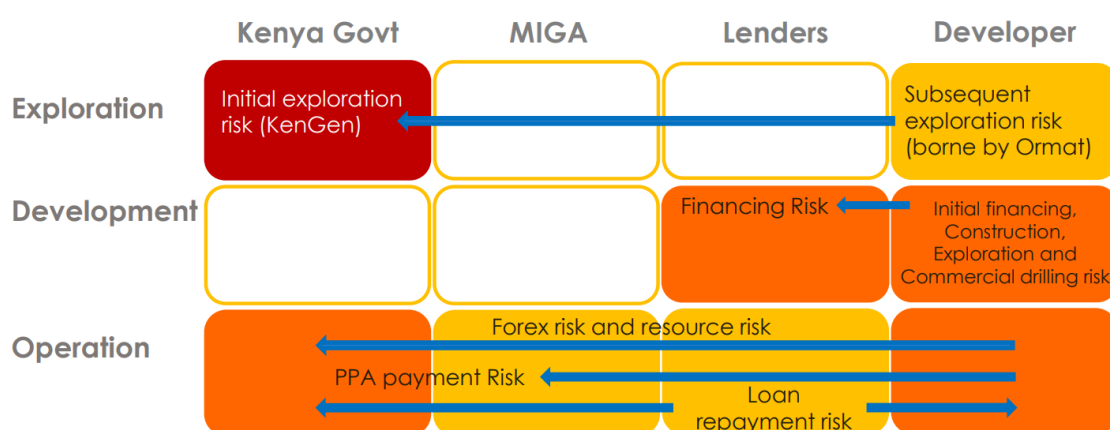 Kenya Govt MIGA Lenders Developer
Exploration
Initial exploration
risk (KenGen)
Subsequent
exploration risk
(borne by Ormat)
Development
Financing Risk
Initial financing,
Construction,
Exploration and
Commercial drilling risk
Operation
Forex risk and resource risk
PPA payment Risk
Loan
repayment risk